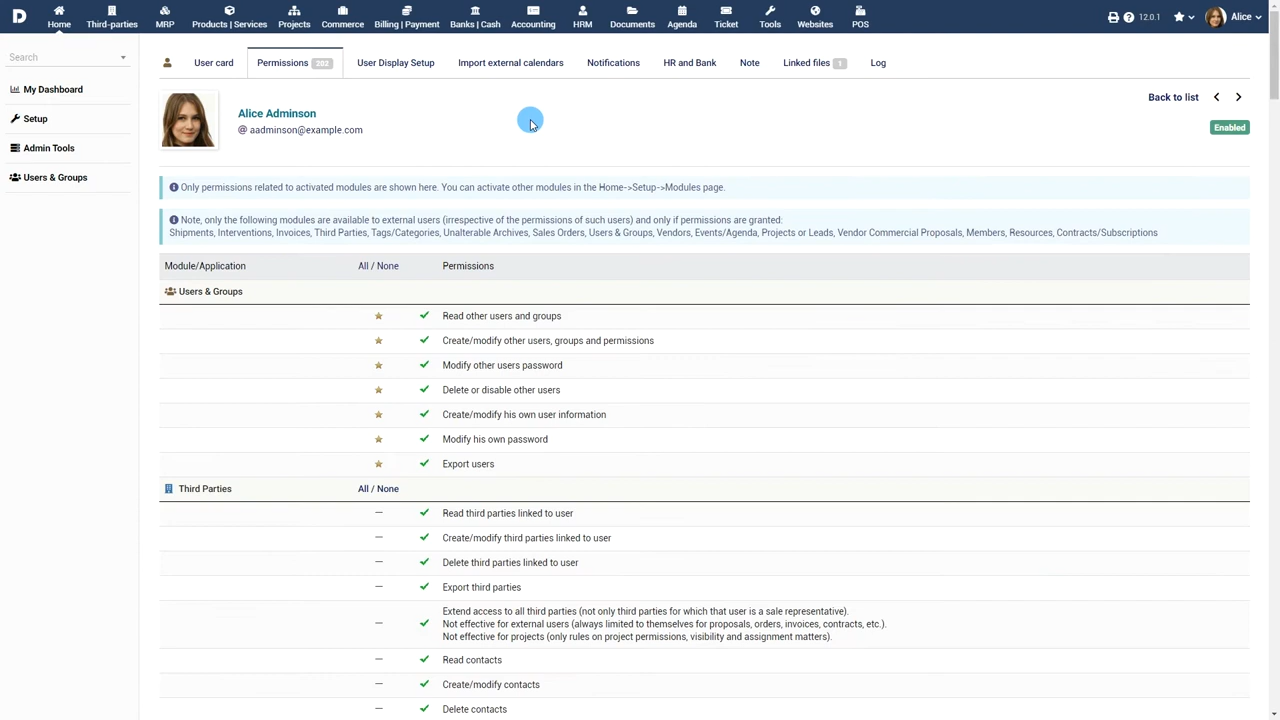 D Home Third-parties MRP Products | Services Projects Commerce Billing | Payment Banks | Cash Accounting HRM Documents Agenda Ticket Tools Websites POS 12.0.1 Alice
Search
My Dashboard
Setup
Admin Tools
Users & Groups
User card Permissions 202 User Display Setup Import external calendars Notifications HR and Bank Note Linked files 1 Log
Alice Adminson
@ aadminson@example.com
Back to list
Enabled
Only permissions related to activated modules are shown here. You can activate other modules in the Home->Setup->Modules page.
Note, only the following modules are available to external users (irrespective of the permissions of such users) and only if permissions are granted:
Shipments, Interventions, Invoices, Third Parties, Tags/Categories, Unalterable Archives, Sales Orders, Users & Groups, Vendors, Events/Agenda, Projects or Leads, Vendor Commercial Proposals, Members, Resources, Contracts/Subscriptions
Module/Application All / None Permissions
Users & Groups
Read other users and groups
Create/modify other users, groups and permissions
Modify other users password
Delete or disable other users
Create/modify his own user information
Modify his own password
Export users
Third Parties All / None
Read third parties linked to user
Create/modify third parties linked to user
Delete third parties linked to user
Export third parties
Extend access to all third parties (not only third parties for which that user is a sale representative).
Not effective for external users (always limited to themselves for proposals, orders, invoices, contracts, etc.).
Not effective for projects (only rules on project permissions, visibility and assignment matters).
Read contacts
Create/modify contacts
Delete contacts